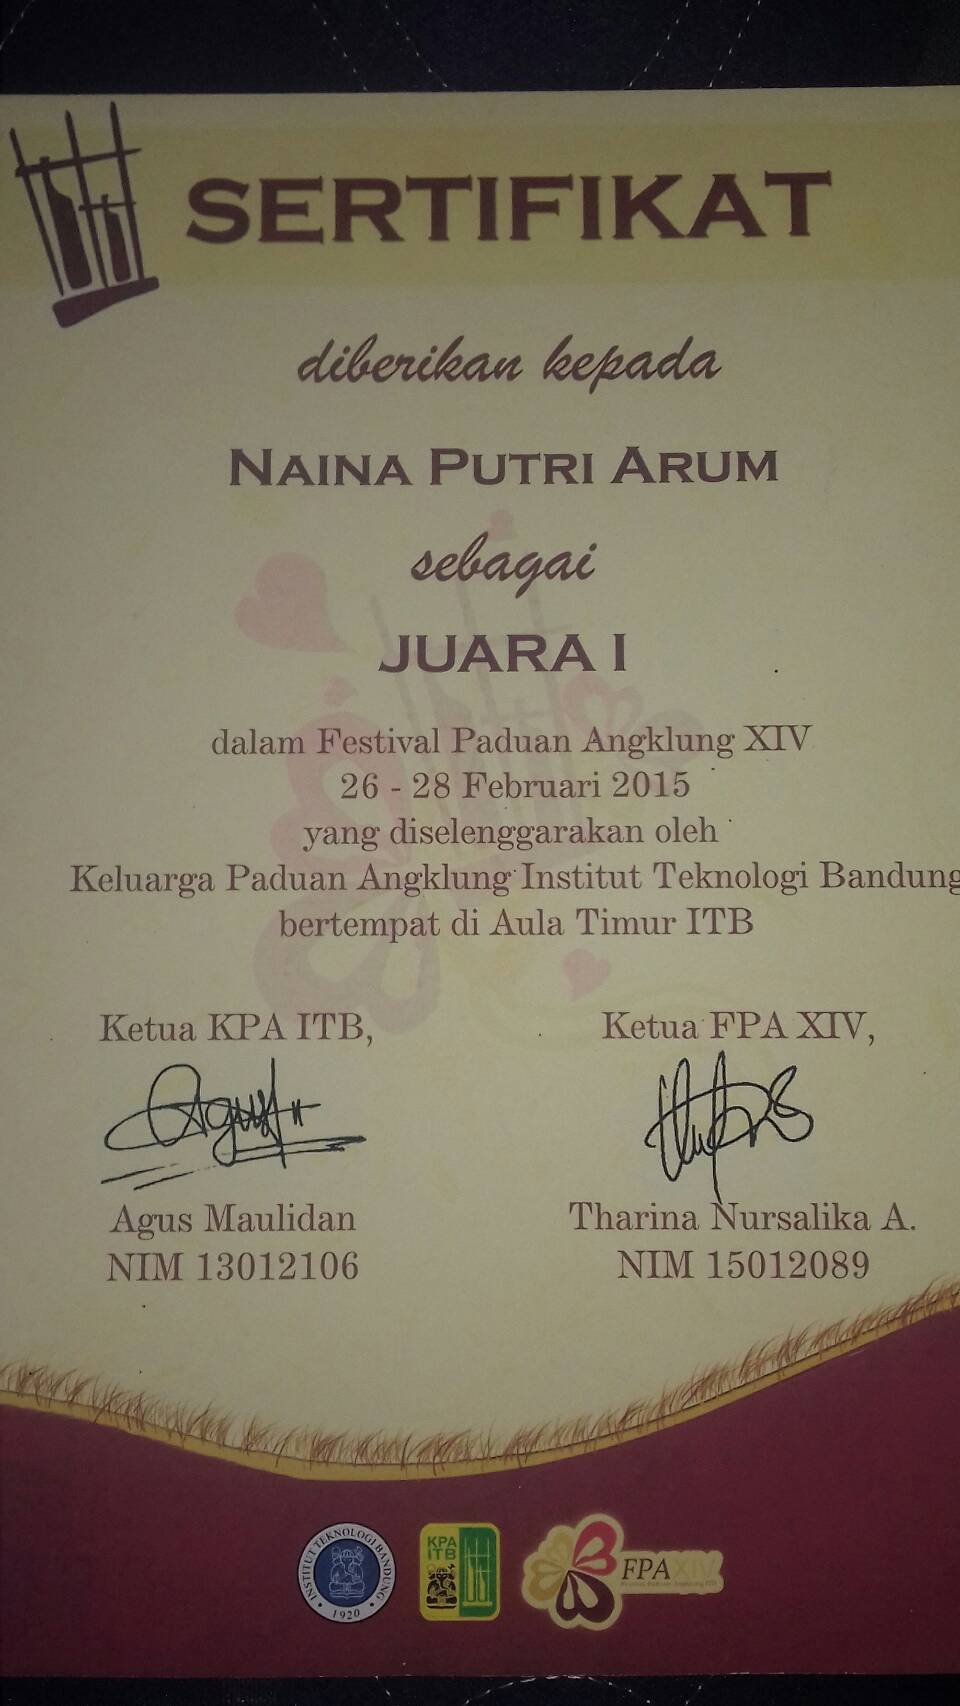 SERTIFIKAT
diberikan kepada
NAINA PUTRI ARUM
sebagai
JUARA I
dalam Festival Paduan Angklung XIV
26 - 28 Februari 2015
yang diselenggarakan oleh
Keluarga Paduan Angklung Institut Teknologi Bandung
bertempat di Aula Timur ITB
Ketua KPA ITB,
Agus Maulidan
NIM 13012106
Ketua FPA XIV,
Tharina Nursalika A.
NIM 15012089
INSTITUT TEKNOLOGI BANDUNG
1920
KPA
ITB
FPA XIV